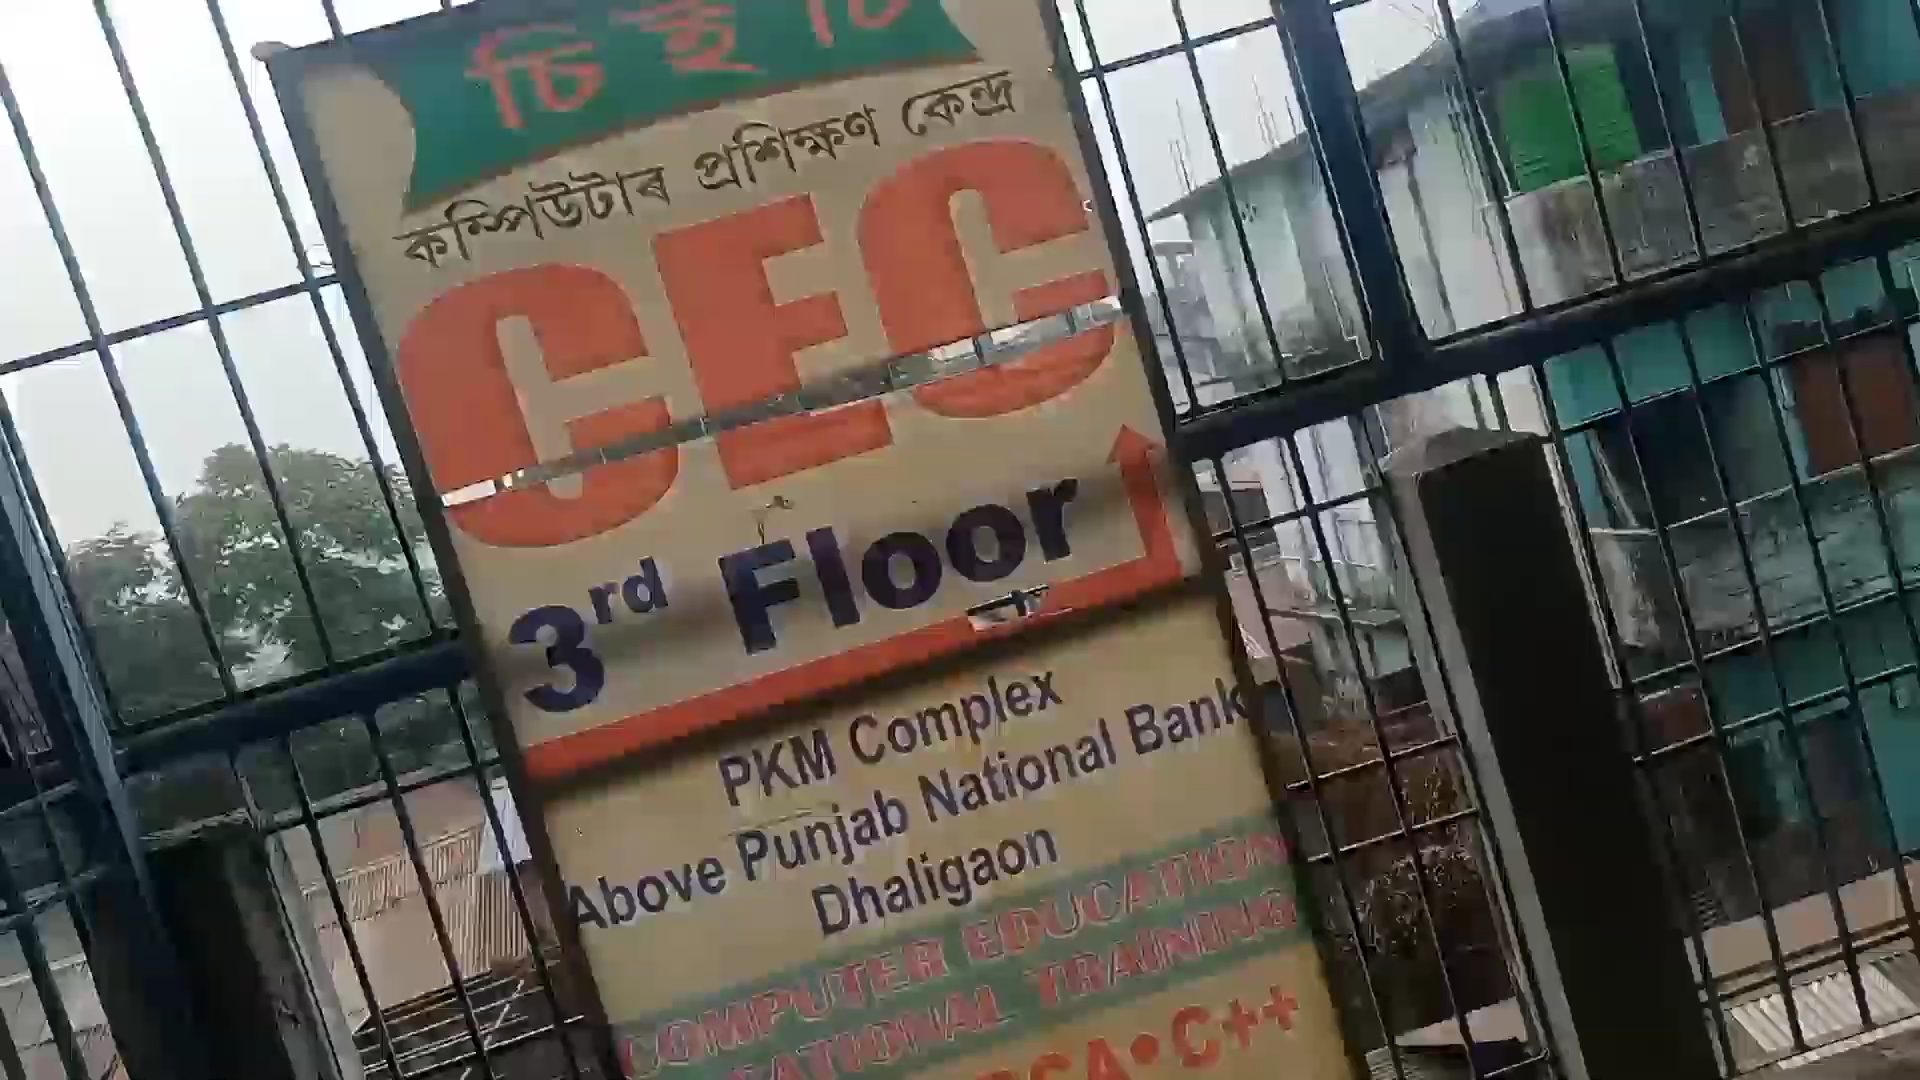 চি ই চি
কম্পিউটাৰ প্ৰশিক্ষণ কেন্দ্ৰ
CEC
3rd Floor
PKM Complex
Above Punjab National Bank
Dhaligaon
COMPUTER EDUCATION
TRAINING
C++